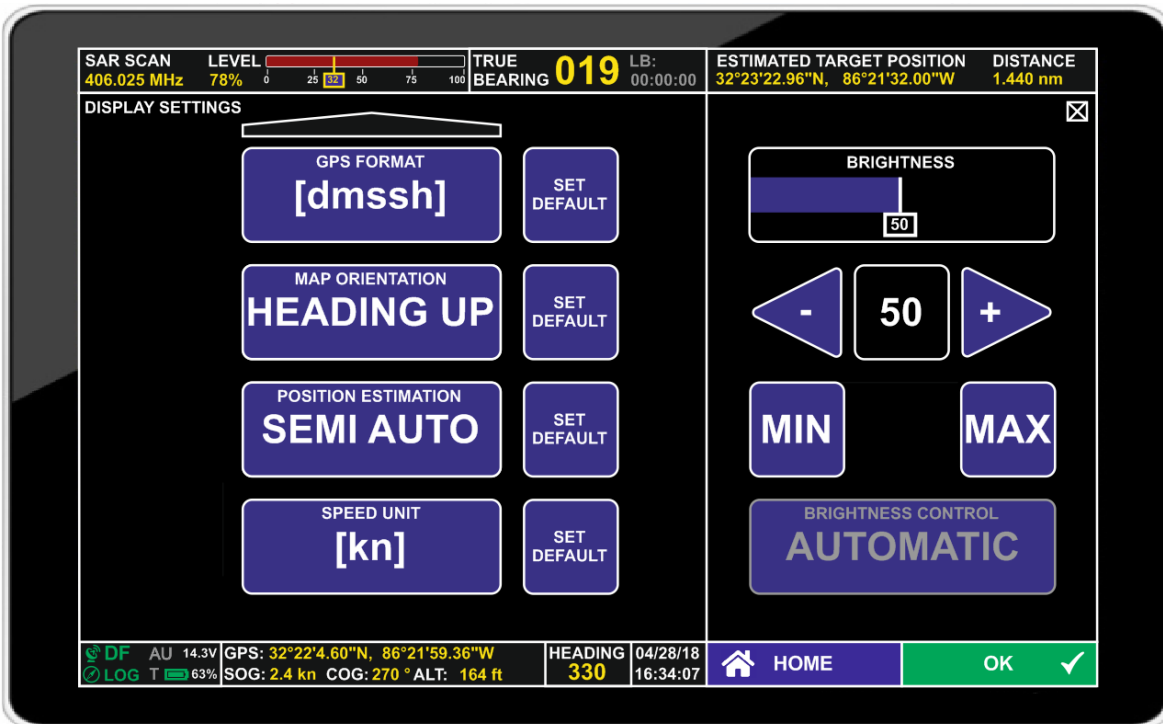 SAR SCAN LEVEL
406.025 MHz 78%
0 25 32 50 75 100
TRUE
BEARING 019
LB:
00:00:00
ESTIMATED TARGET POSITION DISTANCE
32°23'22.96"N, 86°21'32.00"W 1.440 nm
DISPLAY SETTINGS
GPS FORMAT
[dmssh]
SET
DEFAULT
MAP ORIENTATION
HEADING UP
SET
DEFAULT
POSITION ESTIMATION
SEMI AUTO
SET
DEFAULT
SPEED UNIT
[kn]
SET
DEFAULT
BRIGHTNESS
50
- 50 +
MIN MAX
BRIGHTNESS CONTROL
AUTOMATIC
DF AU 14.3V
LOG T 63%
GPS: 32°22'4.60"N, 86°21'59.36"W
SOG: 2.4 kn COG: 270 ° ALT: 164 ft
HEADING
330
04/28/18
16:34:07
HOME
OK